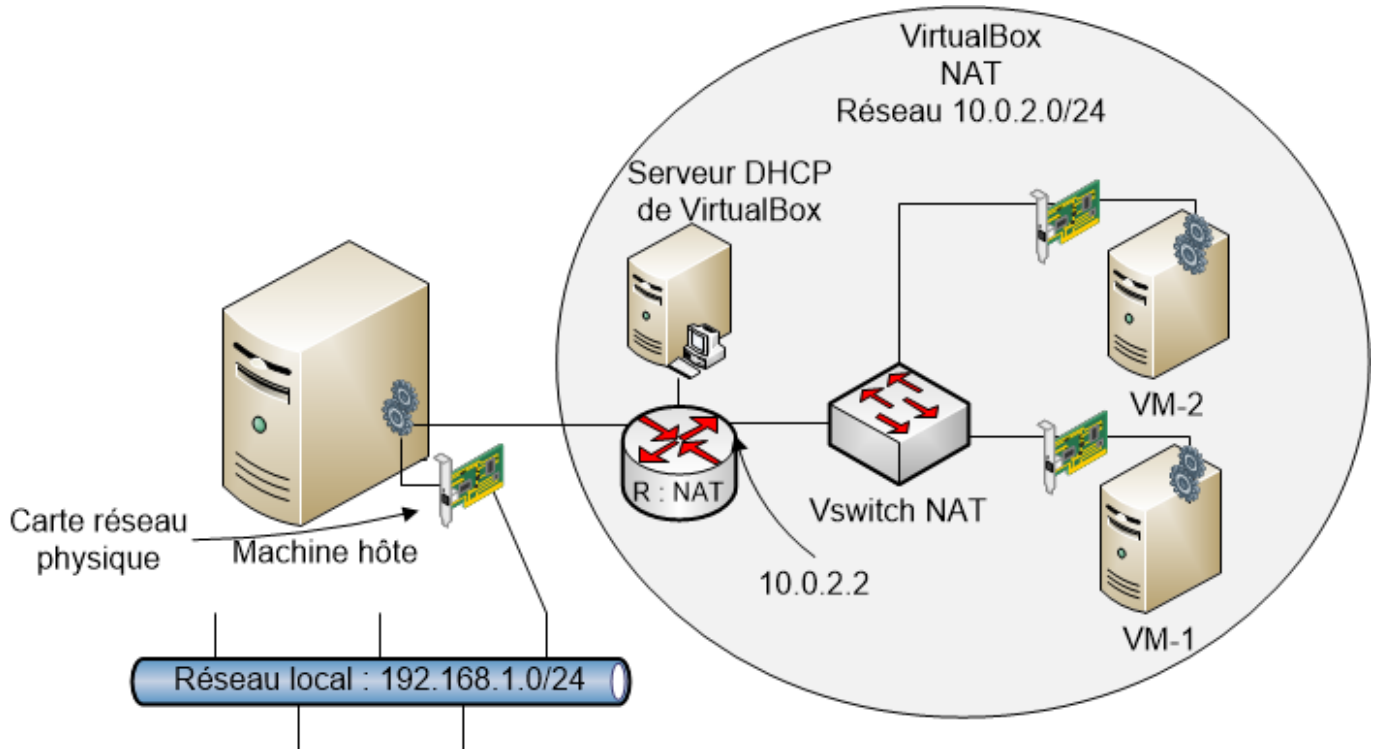 VirtualBox
NAT
Réseau 10.0.2.0/24
Serveur DHCP
de VirtualBox
VM-2
R : NAT
Vswitch NAT
Carte réseau
physique
Machine hôte
10.0.2.2
VM-1
Réseau local : 192.168.1.0/24